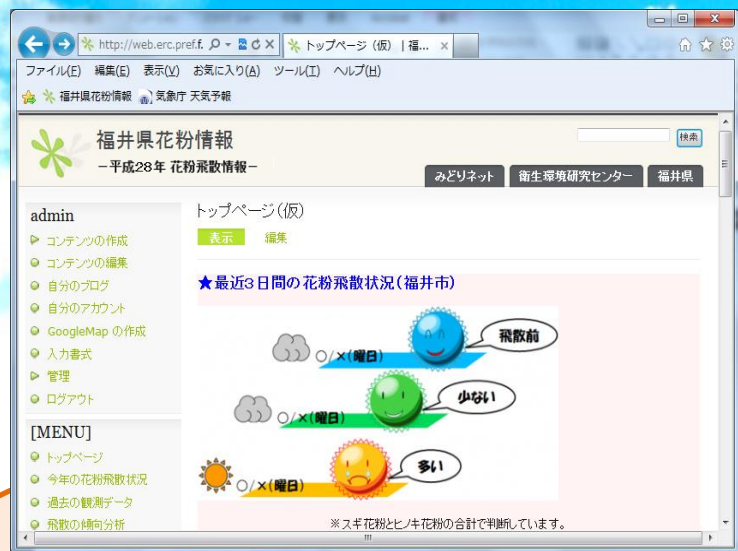 http://web.erc.pref.f.
トップページ（仮） | 福...
ファイル(F) 編集(E) 表示(V) お気に入り(A) ツール(T) ヘルプ(H)
福井県花粉情報 気象庁 天気予報
福井県花粉情報
－平成28年 花粉飛散情報－
検索
みどりネット 衛生環境研究センター 福井県
admin
コンテンツの作成
コンテンツの編集
自分のブログ
自分のアカウント
GoogleMap の作成
入力書式
管理
ログアウト
[MENU]
トップページ
今年の花粉飛散状況
過去の観測データ
飛散の傾向分析
トップページ（仮）
表示 編集
★最近3日間の花粉飛散状況（福井市）
○/×(曜日) 飛散前
○/×(曜日) 少ない
○/×(曜日) 多い
※スギ花粉とヒノキ花粉の合計で判断しています。